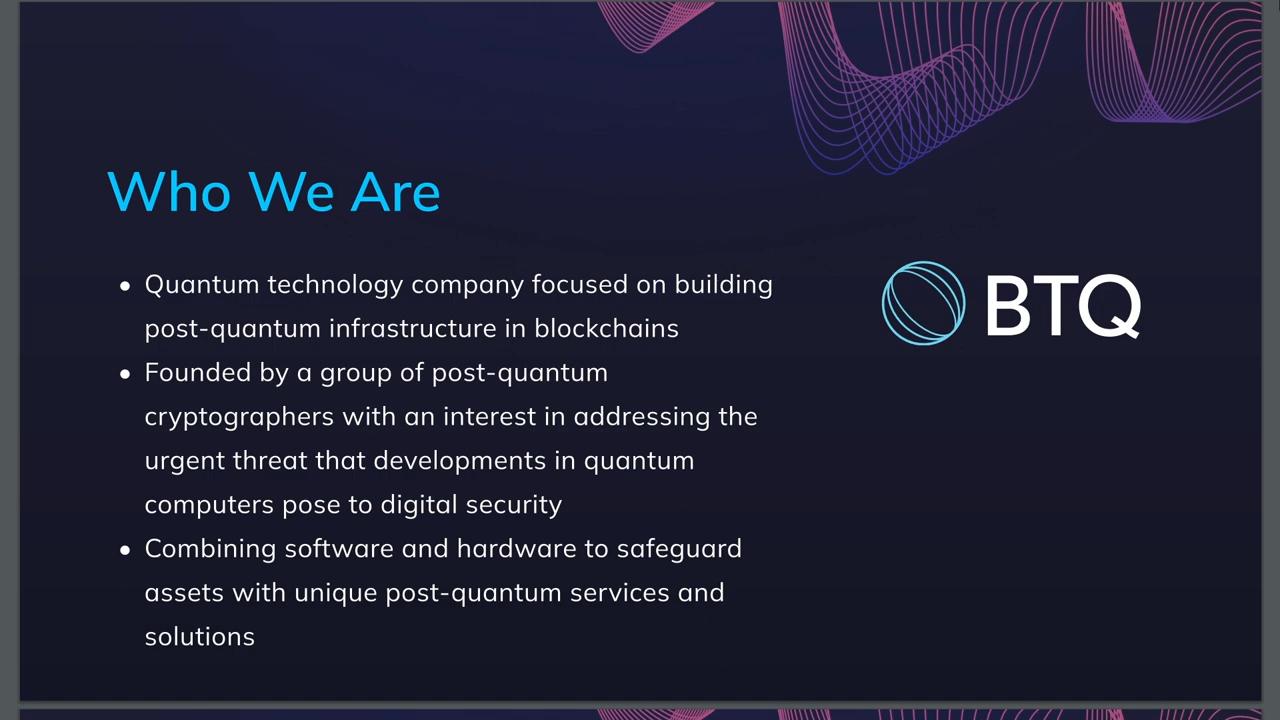 Who We Are
• Quantum technology company focused on building
post-quantum infrastructure in blockchains
• Founded by a group of post-quantum
cryptographers with an interest in addressing the
urgent threat that developments in quantum
computers pose to digital security
• Combining software and hardware to safeguard
assets with unique post-quantum services and
solutions
BTQ